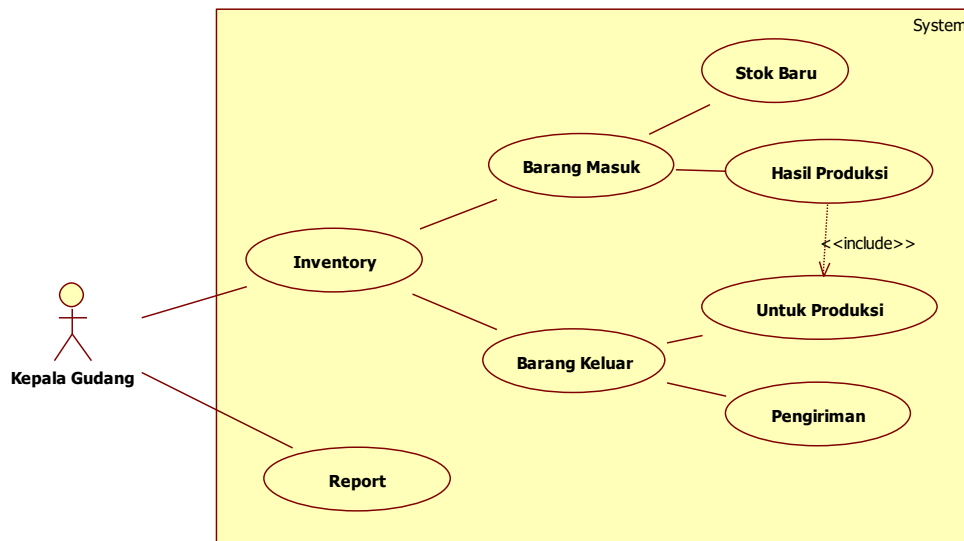 System
Stok Baru
Barang Masuk
Hasil Produksi
<<include>>
Inventory
Untuk Produksi
Barang Keluar
Kepala Gudang
Pengiriman
Report